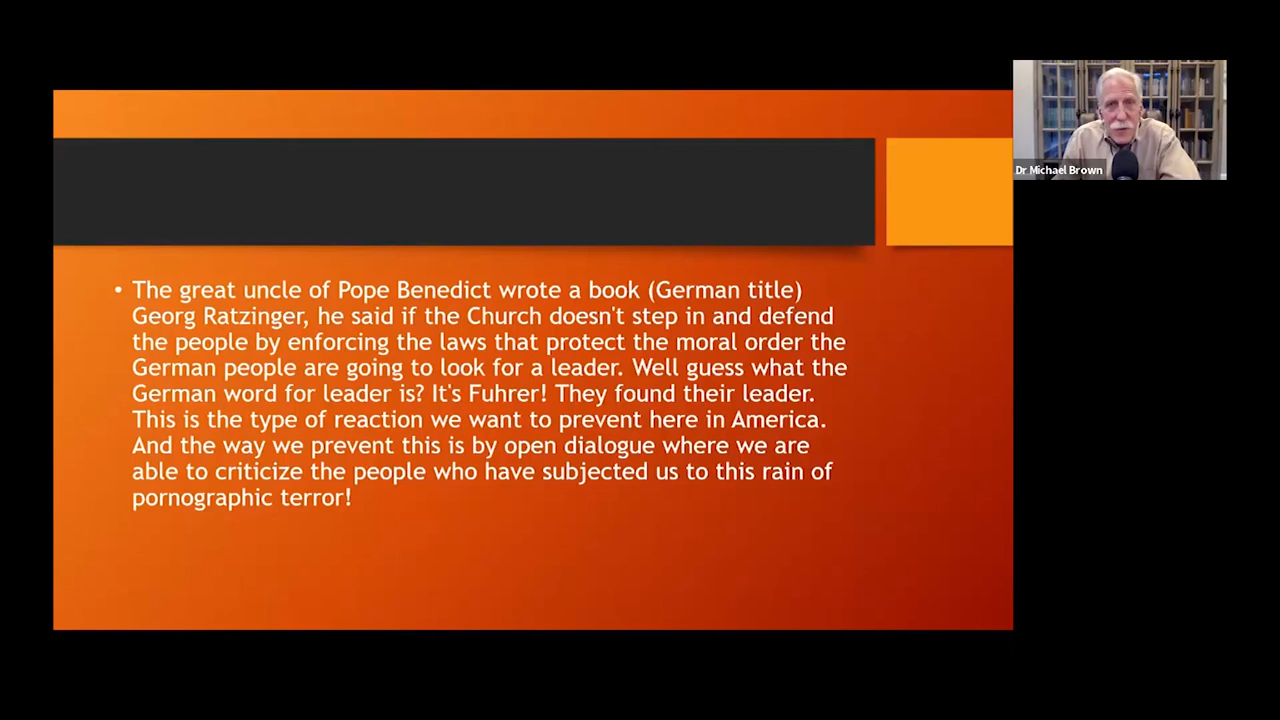 • The great uncle of Pope Benedict wrote a book (German title)
Georg Ratzinger, he said if the Church doesn't step in and defend
the people by enforcing the laws that protect the moral order the
German people are going to look for a leader. Well guess what the
German word for leader is? It's Fuhrer! They found their leader.
This is the type of reaction we want to prevent here in America.
And the way we prevent this is by open dialogue where we are
able to criticize the people who have subjected us to this rain of
pornographic terror!
Dr Michael Brown